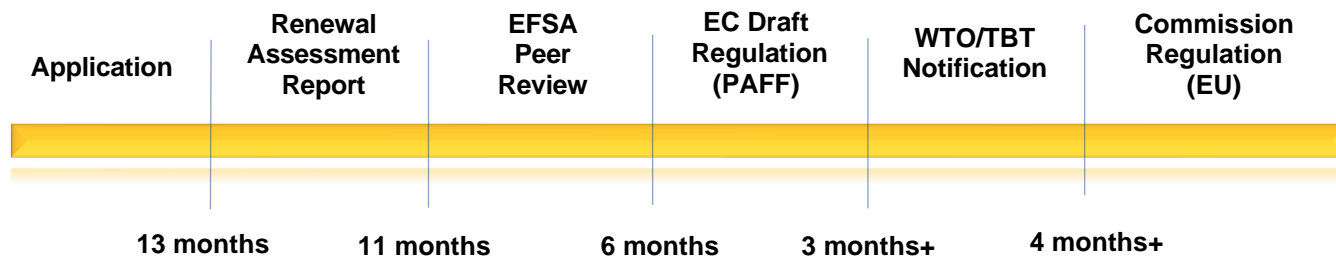 Application
Renewal
Assessment
Report
EFSA
Peer
Review
EC Draft
Regulation
(PAFF)
WTO/TBT
Notification
Commission
Regulation
(EU)
13 months
11 months
6 months
3 months+
4 months+